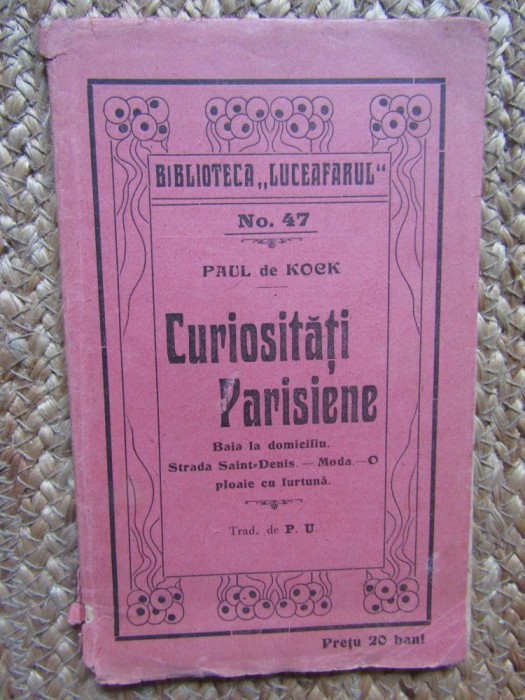 BIBLIOTECA „LUCEAFARUL“
No. 47
PAUL de KOCK
Curiosități
Parisiene
Baia la domiciliu.
Strada Saint-Denis. — Moda. — O
ploaie cu furtună.
Trad. de P. U.
Prețu 20 bani